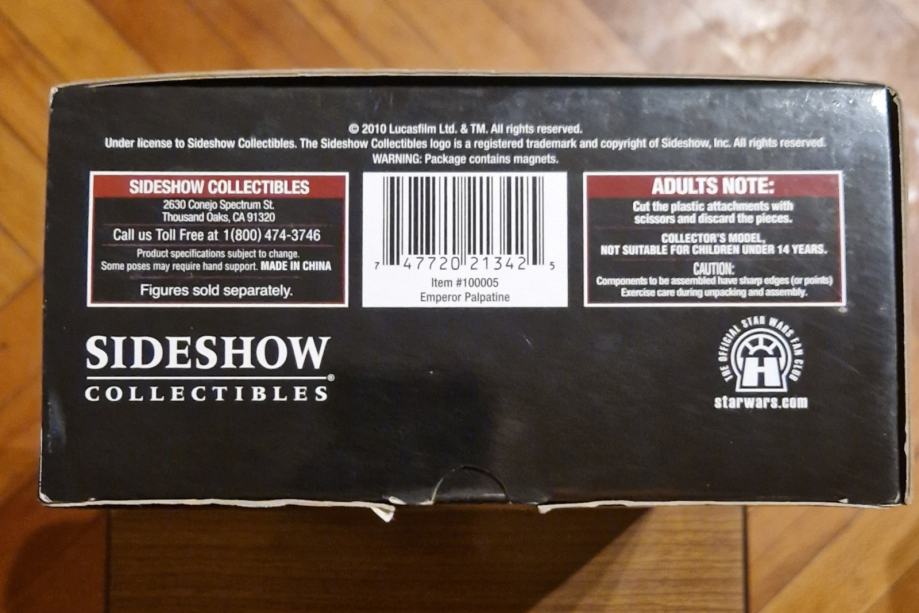 © 2010 Lucasfilm Ltd. & TM. All rights reserved.
Under license to Sideshow Collectibles. The Sideshow Collectibles logo is a registered trademark and copyright of Sideshow, Inc. All rights reserved.
WARNING: Package contains magnets.
SIDESHOW COLLECTIBLES
2630 Conejo Spectrum St.
Thousand Oaks, CA 91320
Call us Toll Free at 1(800) 474-3746
Product specifications subject to change.
Some poses may require hand support. MADE IN CHINA
Figures sold separately.
7 47720 21342 5
Item #100005
Emperor Palpatine
ADULTS NOTE:
Cut the plastic attachments with
scissors and discard the pieces.
COLLECTOR'S MODEL,
NOT SUITABLE FOR CHILDREN UNDER 14 YEARS.
CAUTION:
Components to be assembled have sharp edges (or points)
Exercise care during unpacking and assembly.
SIDESHOW
COLLECTIBLES®
THE OFFICIAL STAR WARS FAN CLUB
H
starwars.com